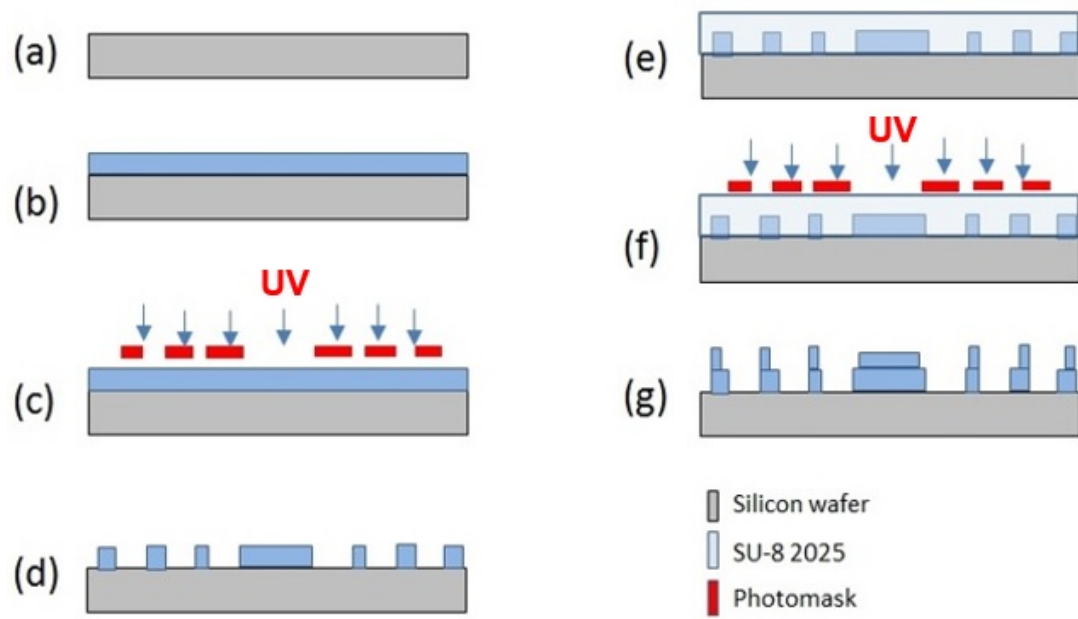 (a)
(b)
UV
(c)
(d)
(e)
UV
(f)
(g)
Silicon wafer
SU-8 2025
Photomask